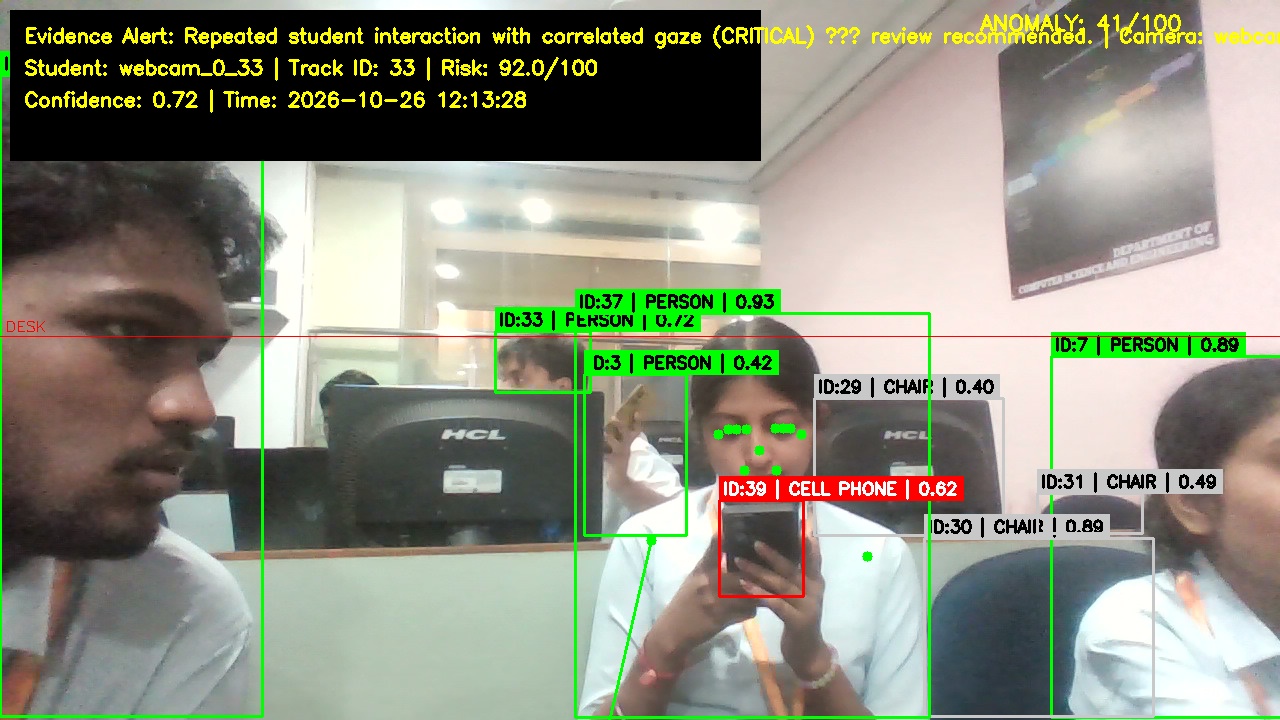 ANOMALY: 41/100
Evidence Alert: Repeated student interaction with correlated gaze (CRITICAL) ??? review recommended. | Camera: webcam
Student: webcam_0_33 | Track ID: 33 | Risk: 92.0/100
Confidence: 0.72 | Time: 2026-10-26 12:13:28
DEPARTMENT OF
COMPUTER SCIENCE AND ENGINEERING
ID:37 | PERSON | 0.93
ID:33 | PERSON | 0.72
DESK
ID:7 | PERSON | 0.89
D:3 | PERSON | 0.42
ID:29 | CHAIR | 0.40
HCL
HCL
ID:31 | CHAIR | 0.49
ID:39 | CELL PHONE | 0.62
ID:30 | CHAIR | 0.89